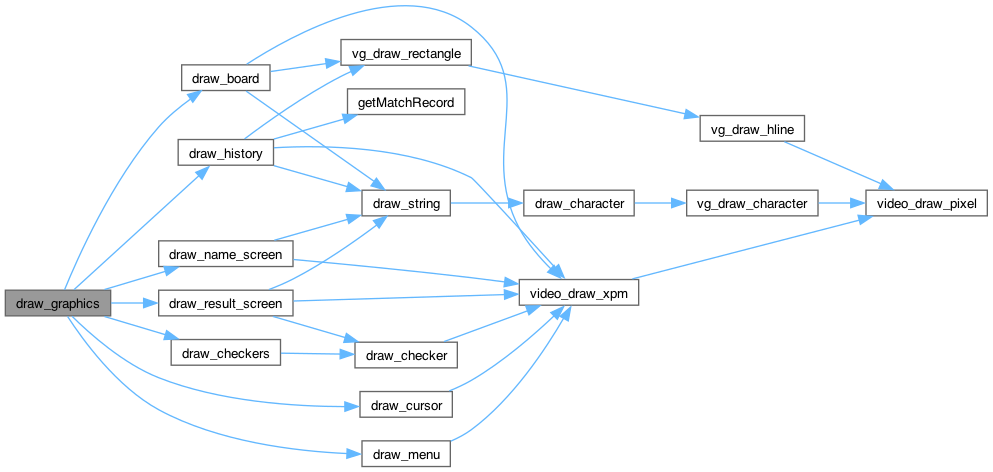 draw_graphics
draw_board
draw_history
draw_name_screen
draw_result_screen
draw_checkers
vg_draw_rectangle
getMatchRecord
draw_string
draw_checker
draw_cursor
draw_menu
draw_character
video_draw_xpm
vg_draw_hline
vg_draw_character
video_draw_pixel